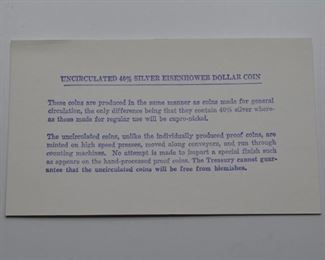 UNCIRCULATED 40% SILVER EISENHOWER DOLLAR COIN
These coins are produced in the same manner as coins made for general
circulation, the only difference being that they contain 40% silver where-
as those made for regular use will be cupro-nickel.
The uncirculated coins, unlike the individually produced proof coins, are
minted on high speed presses, moved along conveyors, and run through
counting machines. No attempt is made to impart a special finish such
as appears on the hand-processed proof coins. The Treasury cannot guar-
antee that the uncirculated coins will be free from blemishes.